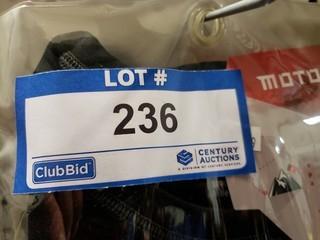 LOT #
MOTO
236
ClubBid
CENTURY
AUCTIONS
A DIVISION OF CENTURY SERVICES